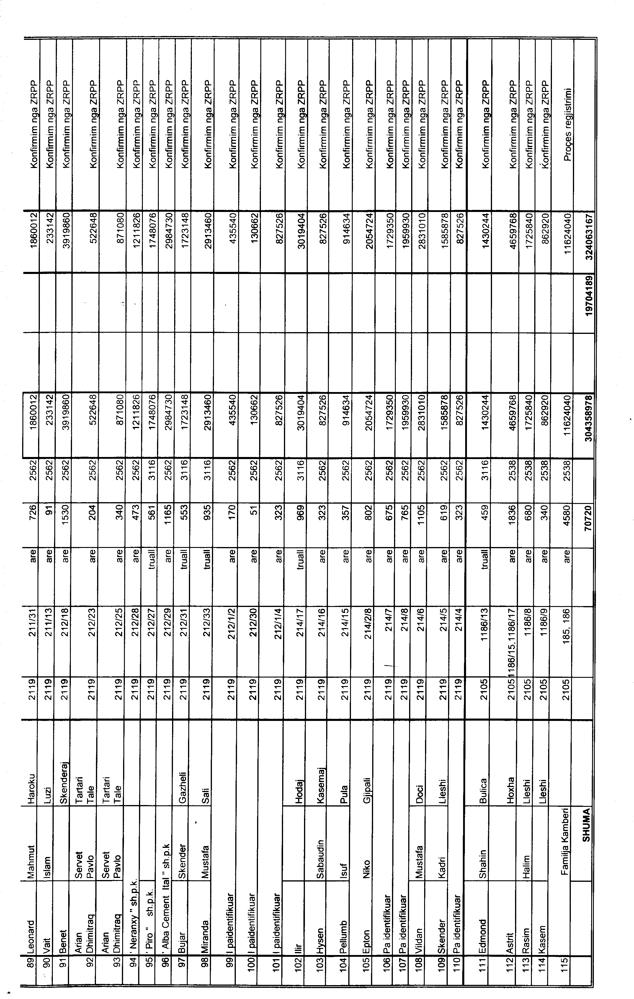 89 Leonard Mahmut Haroku 2119 211/31 are 726 2562 1860012 1860012 Konfirmim nga ZRPP
90 Vait Islam Luzi 2119 211/13 are 91 2562 233142 233142 Konfirmim nga ZRPP
91 Benet Skenderaj 2119 212/18 are 1530 2562 3919860 3919860 Konfirmim nga ZRPP
Arian Servet Tartari
92 Dhimitraq Pavlo Tale 2119 212/23 are 204 2562 522648 522648 Konfirmim nga ZRPP
Arian Servet Tartari
93 Dhimitraq Pavlo Tale 2119 212/25 are 340 2562 871080 871080 Konfirmim nga ZRPP
94 ' Neranxy " sh.p.k. 2119 212/28 are 473 2562 1211826 1211826 Konfirmim nga ZRPP
95 ' Piro " sh.p.k. 2119 212/27 truall 561 3116 1748076 1748076 Konfirmim nga ZRPP
96 ' Alba Cement Ital " sh.p.k 2119 212/29 are 1165 2562 2984730 2984730 Konfirmim nga ZRPP
97 Bujar Skender Gazheli 2119 212/31 truall 553 3116 1723148 1723148 Konfirmim nga ZRPP
98 Miranda Mustafa Sali 2119 212/33 truall 935 3116 2913460 2913460 Konfirmim nga ZRPP
99 I paidentifikuar 2119 212/1/2 are 170 2562 435540 435540 Konfirmim nga ZRPP
100 I paidentifikuar 2119 212/30 are 51 2562 130662 130662 Konfirmim nga ZRPP
101 I paidentifikuar 2119 212/1/4 are 323 2562 827526 827526 Konfirmim nga ZRPP
102 Ilir Hodaj 2119 214/17 truall 969 3116 3019404 3019404 Konfirmim nga ZRPP
103 Hysen Sabaudin Kasemaj 2119 214/16 are 323 2562 827526 827526 Konfirmim nga ZRPP
104 Pellumb Isuf Pula 2119 214/15 are 357 2562 914634 914634 Konfirmim nga ZRPP
105 Epton Niko Gjipali 2119 214/2/8 are 802 2562 2054724 2054724 Konfirmim nga ZRPP
106 Pa identifikuar 2119 214/7 are 675 2562 1729350 1729350 Konfirmim nga ZRPP
107 Pa identifikuar 2119 214/8 are 765 2562 1959930 1959930 Konfirmim nga ZRPP
108 Vildan Mustafa Doci 2119 214/6 are 1105 2562 2831010 2831010 Konfirmim nga ZRPP
109 Skender Kadri Lleshi 2119 214/5 are 619 2562 1585878 1585878 Konfirmim nga ZRPP
110 Pa identifikuar 2119 214/4 are 323 2562 827526 827526 Konfirmim nga ZRPP
111 Edmond Shahin Bulica 2105 1186/13 truall 459 3116 1430244 1430244 Konfirmim nga ZRPP
112 Astrit Hoxha 2105 1186/15,1186/17 are 1836 2538 4659768 4659768 Konfirmim nga ZRPP
113 Rasim Halim Lleshi 2105 1186/8 are 680 2538 1725840 1725840 Konfirmim nga ZRPP
114 Kasem Lleshi 2105 1186/9 are 340 2538 862920 862920 Konfirmim nga ZRPP
115 Familja Kamberi 2105 185, 186 are 4580 2538 11624040 11624040 Proçes regjistrimi
SHUMA 70720 304358978 19704189 324063167